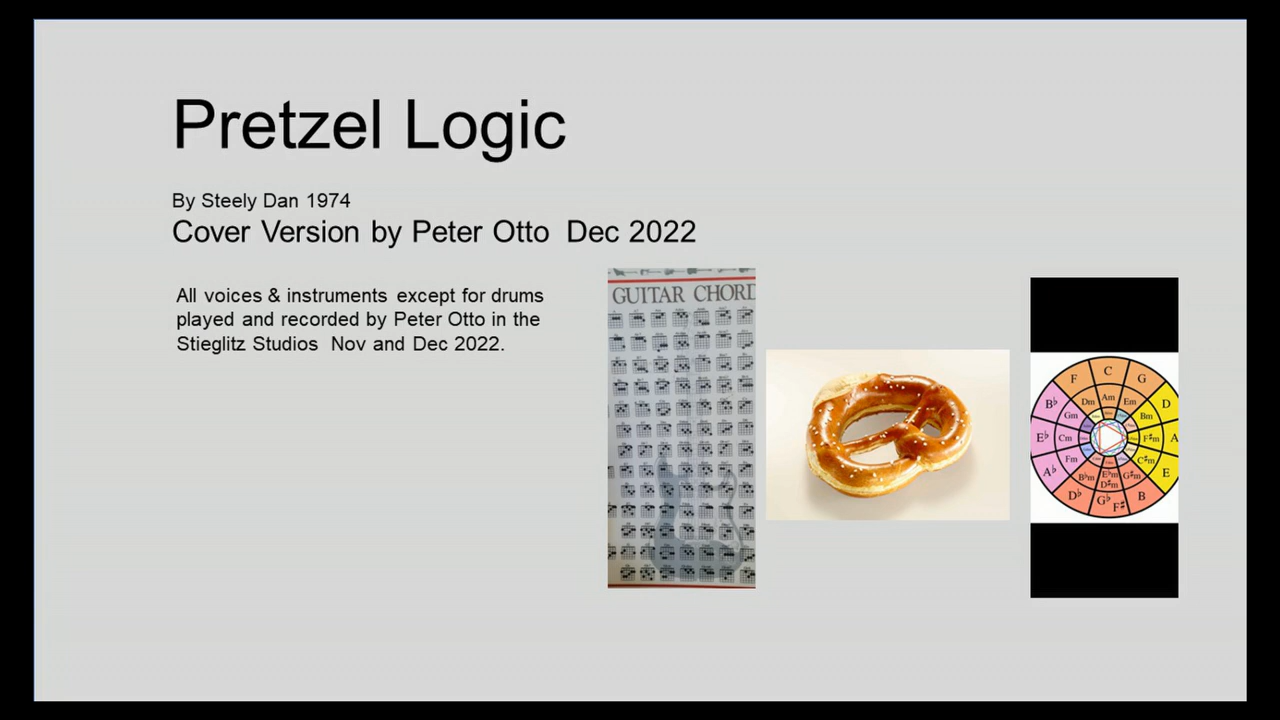 Pretzel Logic
By Steely Dan 1974
Cover Version by Peter Otto Dec 2022
All voices & instruments except for drums
played and recorded by Peter Otto in the
Stieglitz Studios Nov and Dec 2022.
GUITAR CHORD
F C G
B♭ Dm Am Em D
Gm Bm
E♭ Cm F♯m A
Fm C♯m
A♭ B♭m E♭m G♯m E
D♯m
D♭ G♭ F♯ B